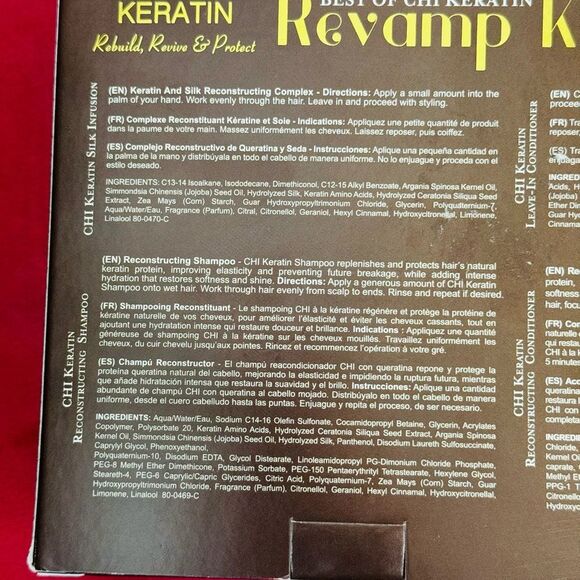 KERATIN
Rebuild, Revive & Protect
BEST OF CHI KERATIN
Revamp K
CHI KERATIN SILK INFUSION
(EN) Keratin And Silk Reconstructing Complex - Directions: Apply a small amount into the
palm of your hand. Work evenly through the hair. Leave in and proceed with styling.
(FR) Complexe Reconstituant Kératine et Soie - Indications: Appliquez une petite quantité de produit
dans la paume de votre main. Massez uniformément les cheveux. Laissez reposer, puis coiffez.
(ES) Complejo Reconstructivo de Queratina y Seda - Instrucciones: Aplique una pequeña cantidad en
la palma de la mano y distribúyala en todo el cabello de manera uniforme. No lo enjuague y proceda con el
estilo deseado.
INGREDIENTS: C13-14 Isoalkane, Isododecane, Dimethiconol, C12-15 Alkyl Benzoate, Argania Spinosa Kernel Oil,
Simmondsia Chinensis (Jojoba) Seed Oil, Hydrolyzed Silk, Keratin Amino Acids, Hydrolyzed Ceratonia Siliqua Seed
Extract, Zea Mays (Corn) Starch, Guar Hydroxypropyltrimonium Chloride, Glycerin, Polyquaternium-7,
Aqua/Water/Eau, Fragrance (Parfum), Citral, Citronellol, Geraniol, Hexyl Cinnamal, Hydroxycitronellal, Limonene,
Linalool 80-0470-C
CHI KERATIN
RECONSTRUCTING SHAMPOO
(EN) Reconstructing Shampoo - CHI Keratin Shampoo replenishes and protects hair's natural
keratin protein, improving elasticity and preventing future breakage, while adding intense
hydration that restores softness and shine. Directions: Apply a generous amount of CHI Keratin
Shampoo onto wet hair. Work through hair evenly from scalp to ends. Rinse and repeat if desired.
(FR) Shampooing Reconstituant - Le shampoing CHI à la kératine régénère et protège la protéine de
kératine naturelle de vos cheveux, pour améliorer l'élasticité et éviter les cheveux cassants, tout en
ajoutant une hydratation intense qui restaure douceur et brillance. Indications : Appliquez une quantité
généreuse de shampoing CHI à la kératine sur les cheveux mouillés. Travaillez uniformément les
cheveux, du cuir chevelu jusqu'aux pointes. Rincez et recommencez l'opération à votre gré.
(ES) Champú Reconstructor - El champú reacondicionador CHI con queratina repone y protege la
proteína queratina natural del cabello, mejorando la elasticidad e impidiendo la ruptura futura, mientras
que añade hidratación intensa que restaura la suavidad y el brillo. Instrucciones: Aplique una cantidad
abundante de champú CHI con queratina al cabello mojado. Distribúyalo en todo el cabello de manera
uniforme, desde el cuero cabelludo hasta las puntas. Enjuague y repita el proceso, de ser necesario.
INGREDIENTS: Aqua/Water/Eau, Sodium C14-16 Olefin Sulfonate, Cocamidopropyl Betaine, Glycerin, Acrylates
Copolymer, Polysorbate 20, Keratin Amino Acids, Hydrolyzed Ceratonia Siliqua Seed Extract, Argania Spinosa
Kernel Oil, Simmondsia Chinensis (Jojoba) Seed Oil, Hydrolyzed Silk, Panthenol, Disodium Laureth Sulfosuccinate,
Caprylyl Glycol, Phenoxyethanol,
Polyquaternium-10, Disodium EDTA, Glycol Distearate, Linoleamidopropyl PG-Dimonium Chloride Phosphate,
PEG-8 Methyl Ether Dimethicone, Potassium Sorbate, PEG-150 Pentaerythrityl Tetrastearate, Hexylene Glycol,
Steareth-4, PEG-6 Caprylic/Capric Glycerides, Citric Acid, Polyquaternium-7, Zea Mays (Corn) Starch, Guar
Hydroxypropyltrimonium Chloride, Fragrance (Parfum), Citronellol, Geraniol, Hexyl Cinnamal, Hydroxycitronellal,
Limonene, Linalool 80-0469-C
CHI KERATIN
LEAVE-IN CONDITIONER
(EN) C
(FR) Tra
reposer
(ES) Tra
CHI KERATIN
RECONSTRUCTING CONDITIONER
(EN) Re
protein,
(FR)
5 minute
(ES) Acc